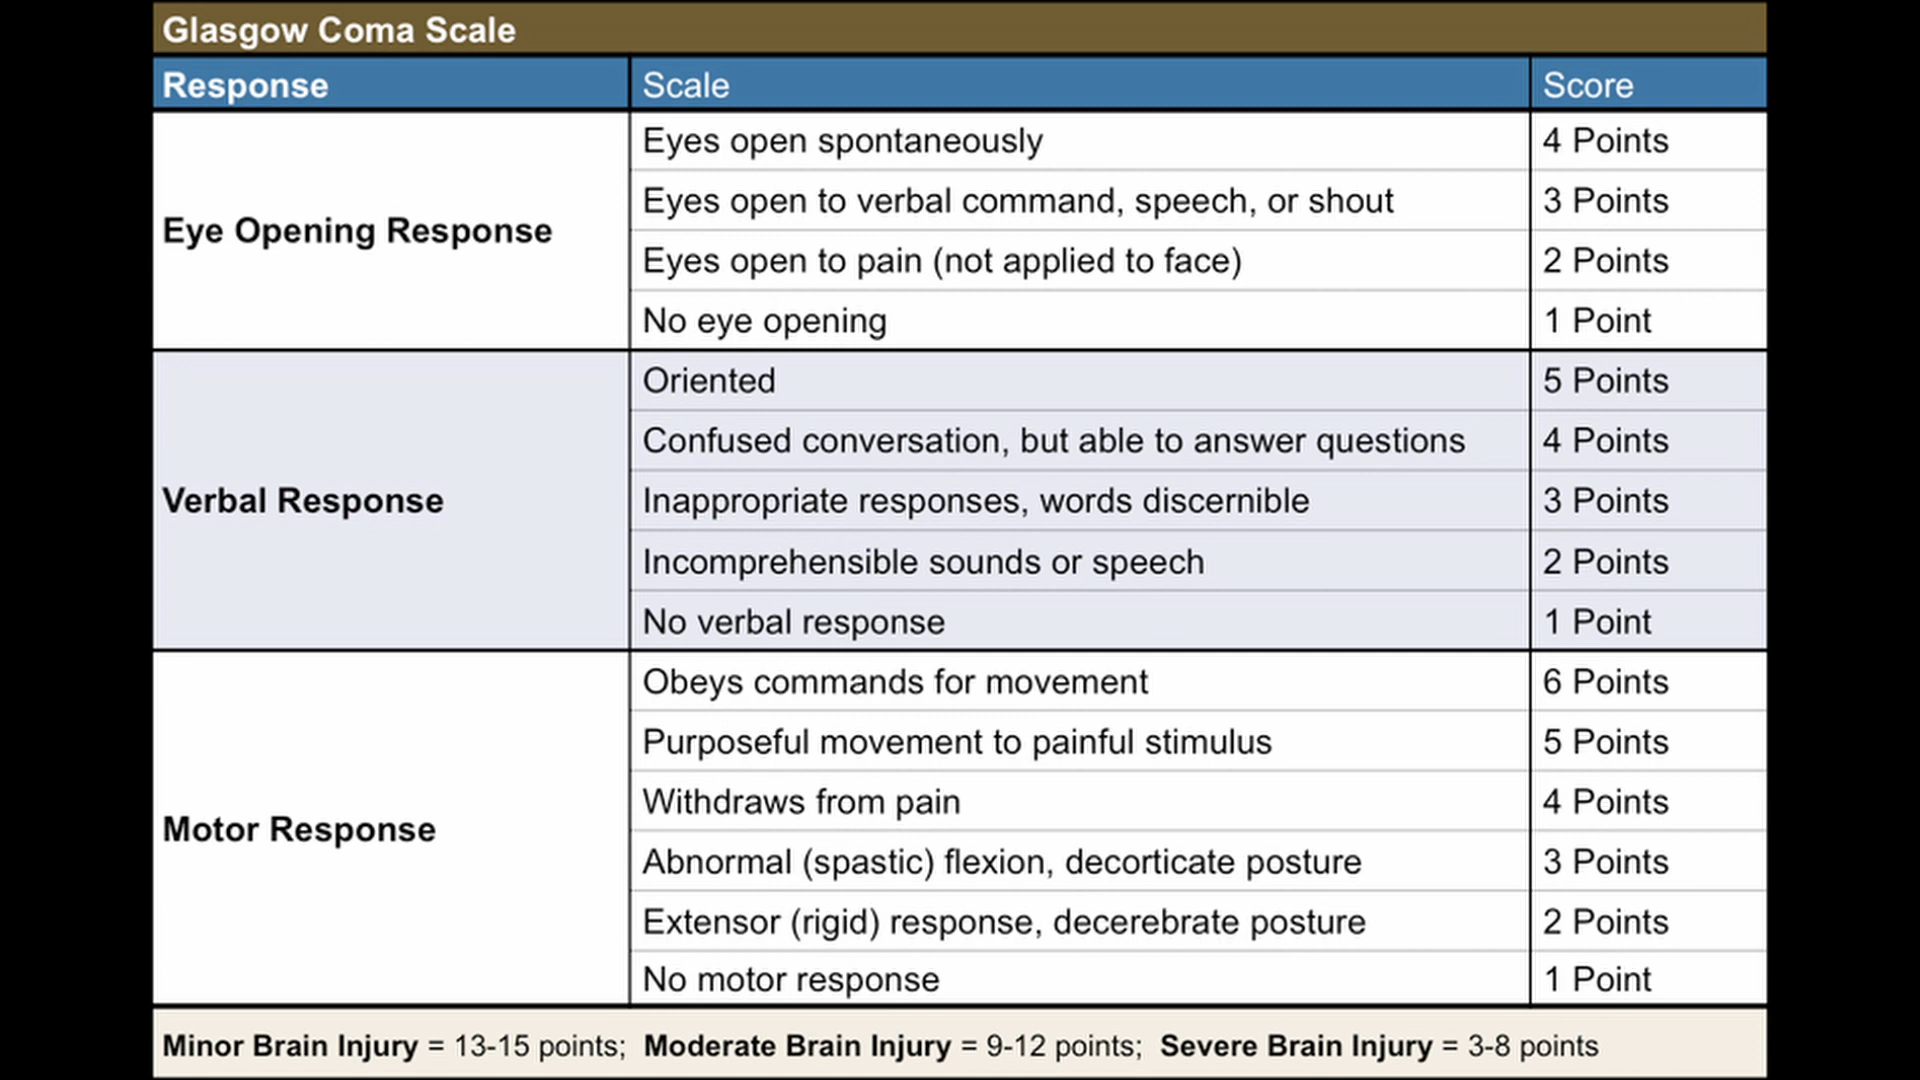 Glasgow Coma Scale
Response Scale Score
Eye Opening Response
Eyes open spontaneously 4 Points
Eyes open to verbal command, speech, or shout 3 Points
Eyes open to pain (not applied to face) 2 Points
No eye opening 1 Point
Verbal Response
Oriented 5 Points
Confused conversation, but able to answer questions 4 Points
Inappropriate responses, words discernible 3 Points
Incomprehensible sounds or speech 2 Points
No verbal response 1 Point
Motor Response
Obeys commands for movement 6 Points
Purposeful movement to painful stimulus 5 Points
Withdraws from pain 4 Points
Abnormal (spastic) flexion, decorticate posture 3 Points
Extensor (rigid) response, decerebrate posture 2 Points
No motor response 1 Point
Minor Brain Injury = 13-15 points; Moderate Brain Injury = 9-12 points; Severe Brain Injury = 3-8 points